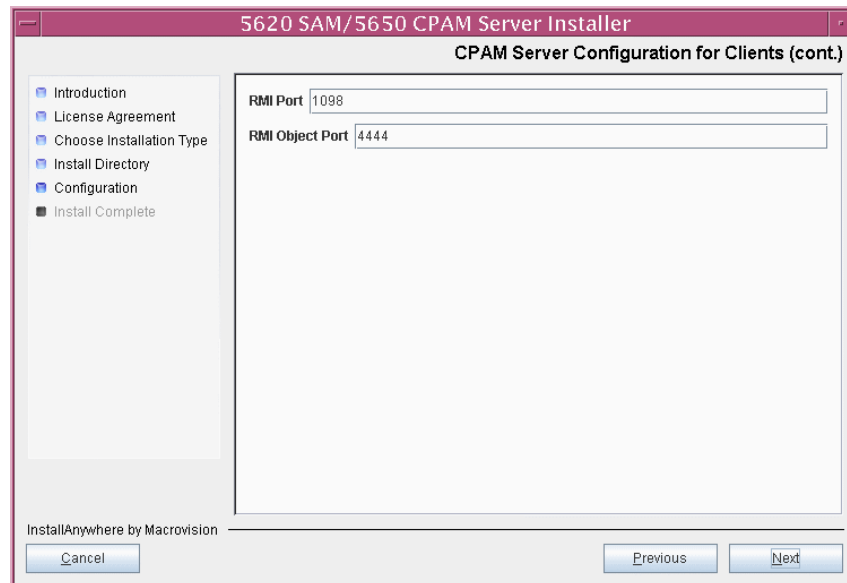 5620 SAM/5650 CPAM Server Installer
CPAM Server Configuration for Clients (cont.)
Introduction
License Agreement
Choose Installation Type
Install Directory
Configuration
Install Complete
RMI Port 1098
RMI Object Port 4444
InstallAnywhere by Macrovision
Cancel
Previous
Next